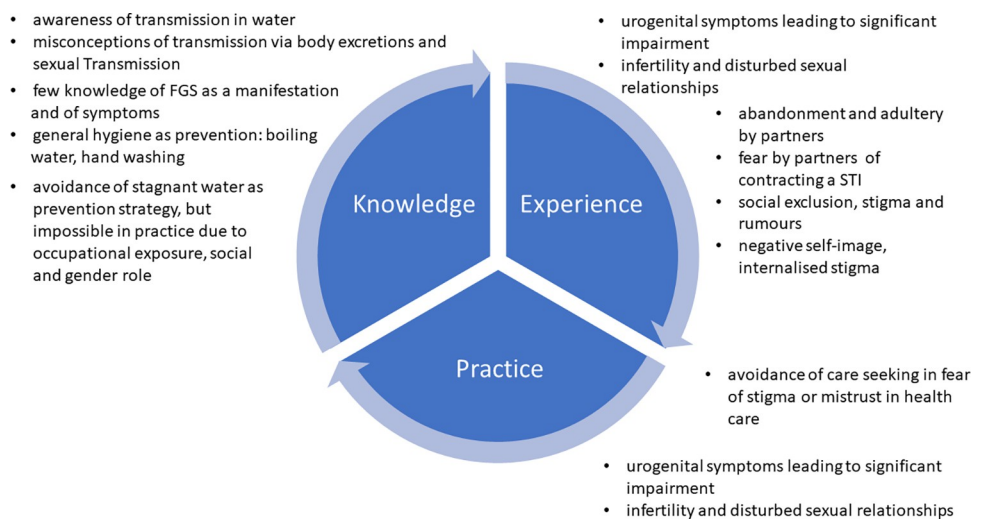 • awareness of transmission in water
• misconceptions of transmission via body excretions and
sexual Transmission
• few knowledge of FGS as a manifestation
and of symptoms
• general hygiene as prevention: boiling
water, hand washing
• avoidance of stagnant water as
prevention strategy, but
impossible in practice due to
occupational exposure, social
and gender role
Knowledge
Experience
Practice
• urogenital symptoms leading to significant
impairment
• infertility and disturbed sexual
relationships
• abandonment and adultery
by partners
• fear by partners of
contracting a STI
• social exclusion, stigma and
rumours
• negative self-image,
internalised stigma
• avoidance of care seeking in fear
of stigma or mistrust in health
care
• urogenital symptoms leading to significant
impairment
• infertility and disturbed sexual relationships